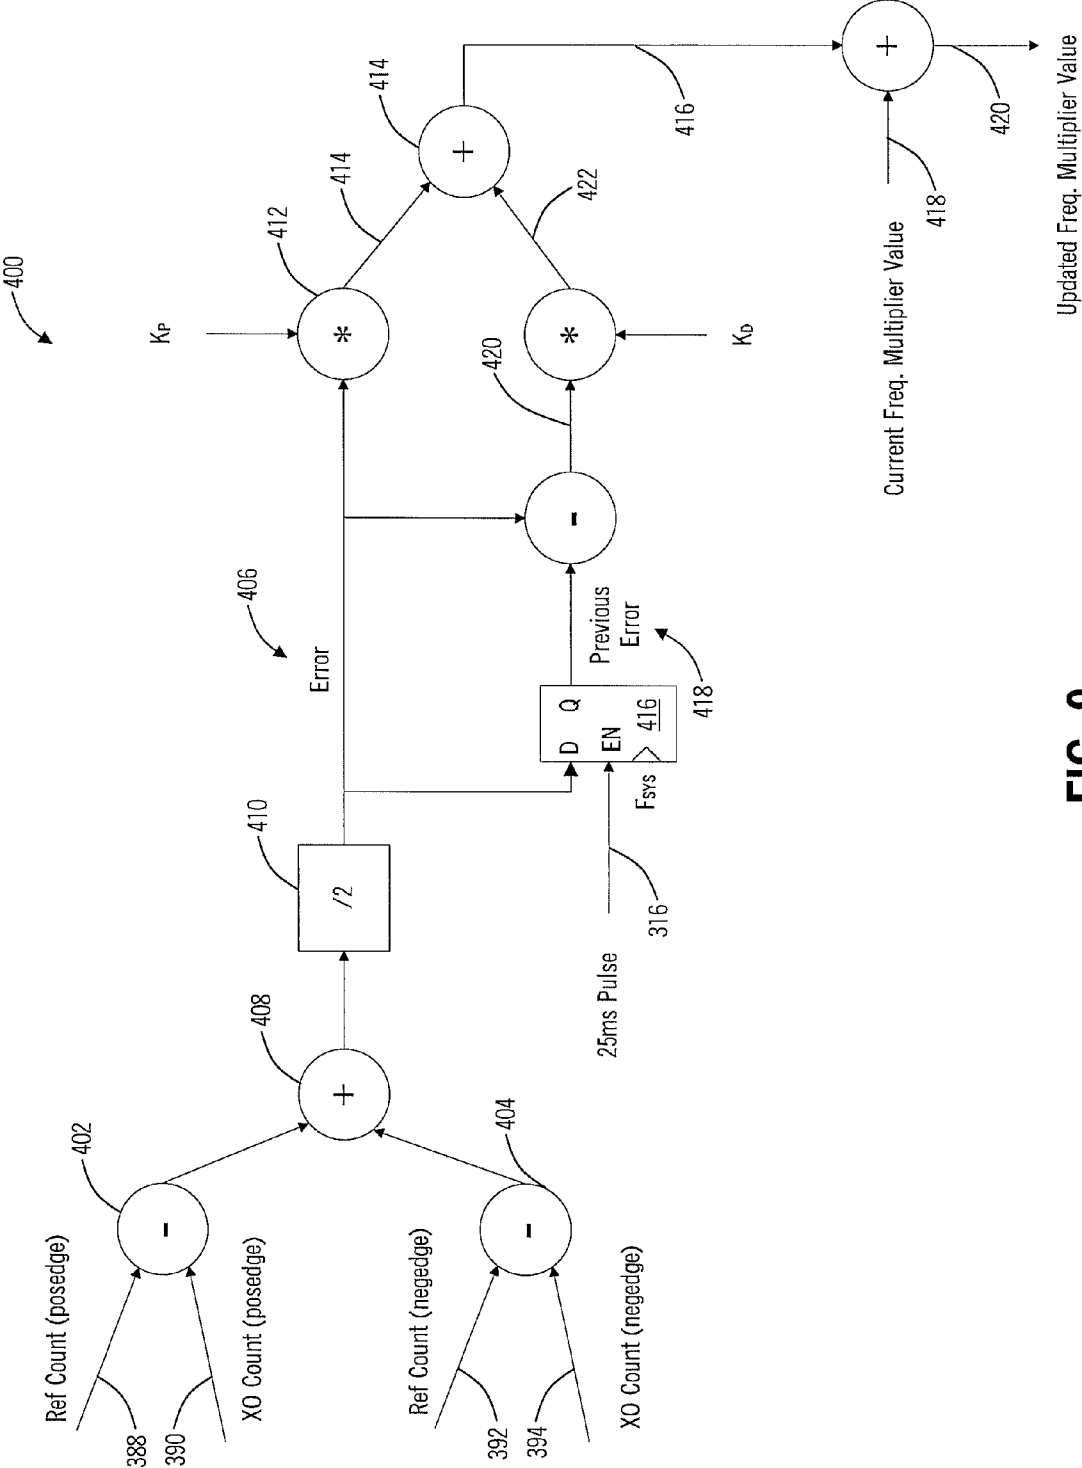 400
Ref Count (posedge)
388
390
XO Count (posedge)
402
Ref Count (negedge)
392
394
XO Count (negedge)
404
-
-
408
+
410
/2
Error
406
25ms Pulse
316
D Q
EN
416
FSYS
Previous
Error
418
-
420
KP
412
*
KD
*
414
422
414
+
416
Current Freq. Multiplier Value
418
+
420
Updated Freq. Multiplier Value